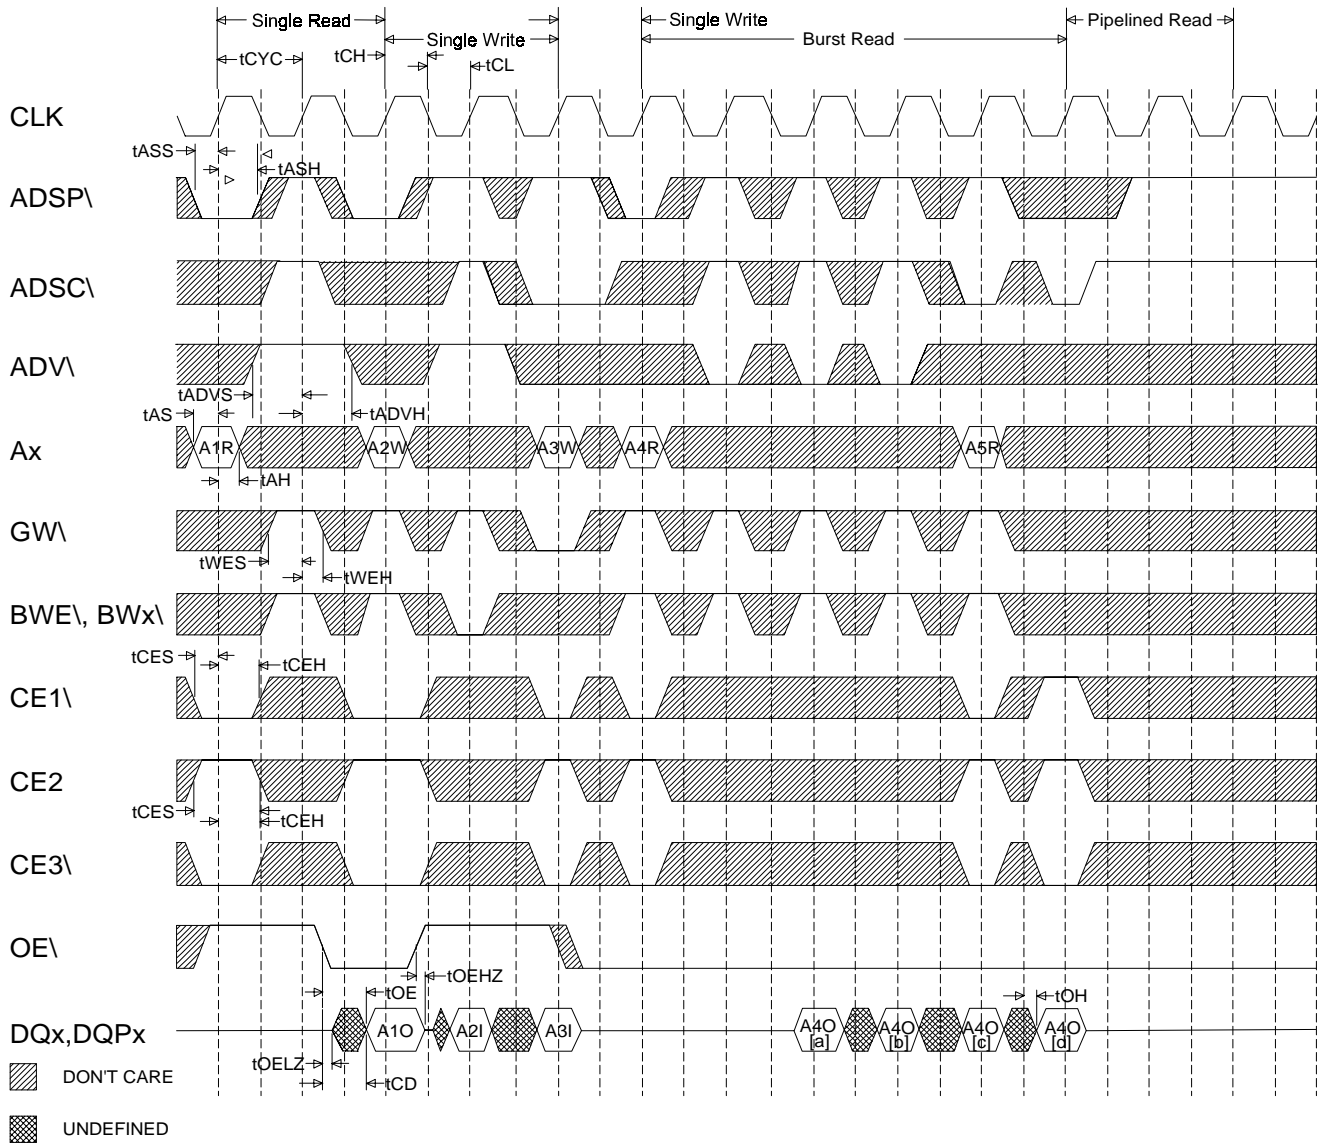 Single Read
Single Write
Pipelined Read
Single Write
Burst Read
tCYC
tCH
tCL
CLK
tASS
tASH
ADSP\
ADSC\
ADV\
tADVS
tAS
tADVH
Ax
A1R
A2W
A3W
A4R
A5R
tAH
GW\
tWES
tWEH
BWE\, BWx\
tCES
tCEH
CE1\
CE2
tCES
tCEH
CE3\
OE\
tOEHZ
tOE
tOH
DQx,DQPx
A1O
A2I
A3I
A4O
[a]
A4O
[b]
A4O
[c]
A4O
[d]
tOELZ
tCD
DON'T CARE
UNDEFINED